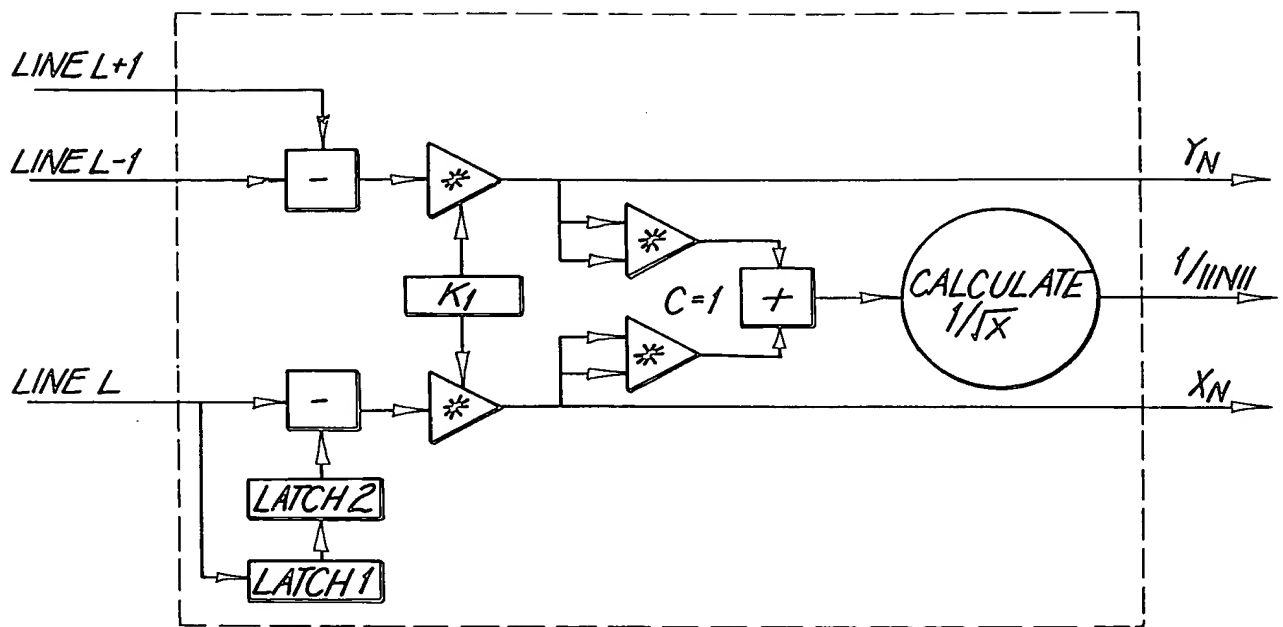 LINE L+1
LINE L-1
-
*
Y_N
*
K1
C=1
+
CALCULATE
1/√X
1/||N||
*
LINE L
-
*
X_N
LATCH 2
LATCH 1